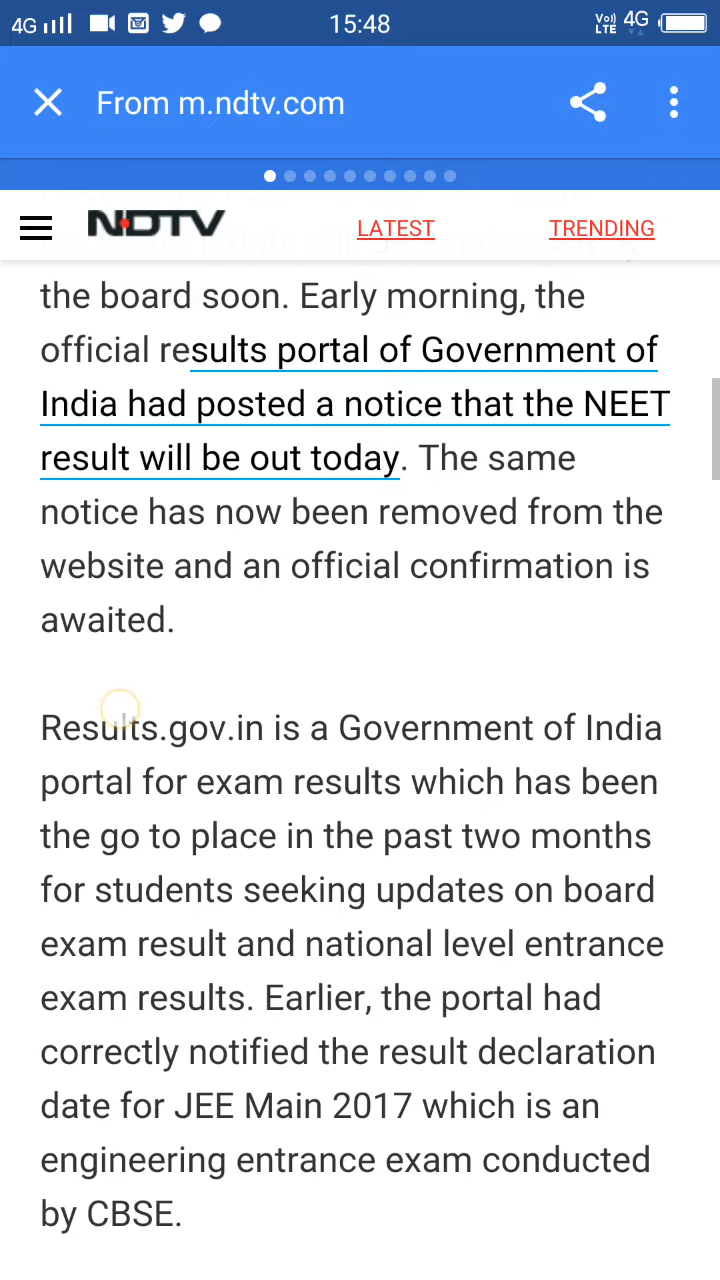 4G 15:48 Vo) LTE 4G
From m.ndtv.com
NDTV LATEST TRENDING
the board soon. Early morning, the
official results portal of Government of
India had posted a notice that the NEET
result will be out today. The same
notice has now been removed from the
website and an official confirmation is
awaited.
Results.gov.in is a Government of India
portal for exam results which has been
the go to place in the past two months
for students seeking updates on board
exam result and national level entrance
exam results. Earlier, the portal had
correctly notified the result declaration
date for JEE Main 2017 which is an
engineering entrance exam conducted
by CBSE.